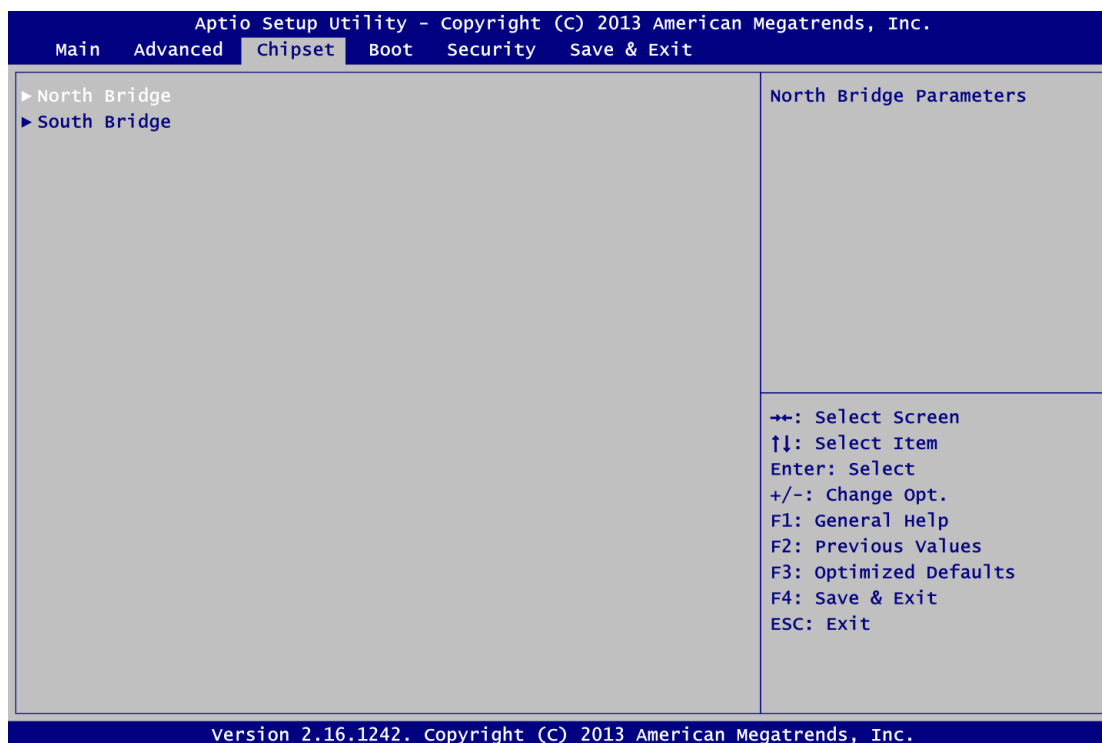 Aptio Setup Utility - Copyright (C) 2013 American Megatrends, Inc.
Main Advanced Chipset Boot Security Save & Exit
►North Bridge
►South Bridge
North Bridge Parameters
→←: Select Screen
↑↓: Select Item
Enter: Select
+/-: Change Opt.
F1: General Help
F2: Previous Values
F3: Optimized Defaults
F4: Save & Exit
ESC: Exit
Version 2.16.1242. Copyright (C) 2013 American Megatrends, Inc.